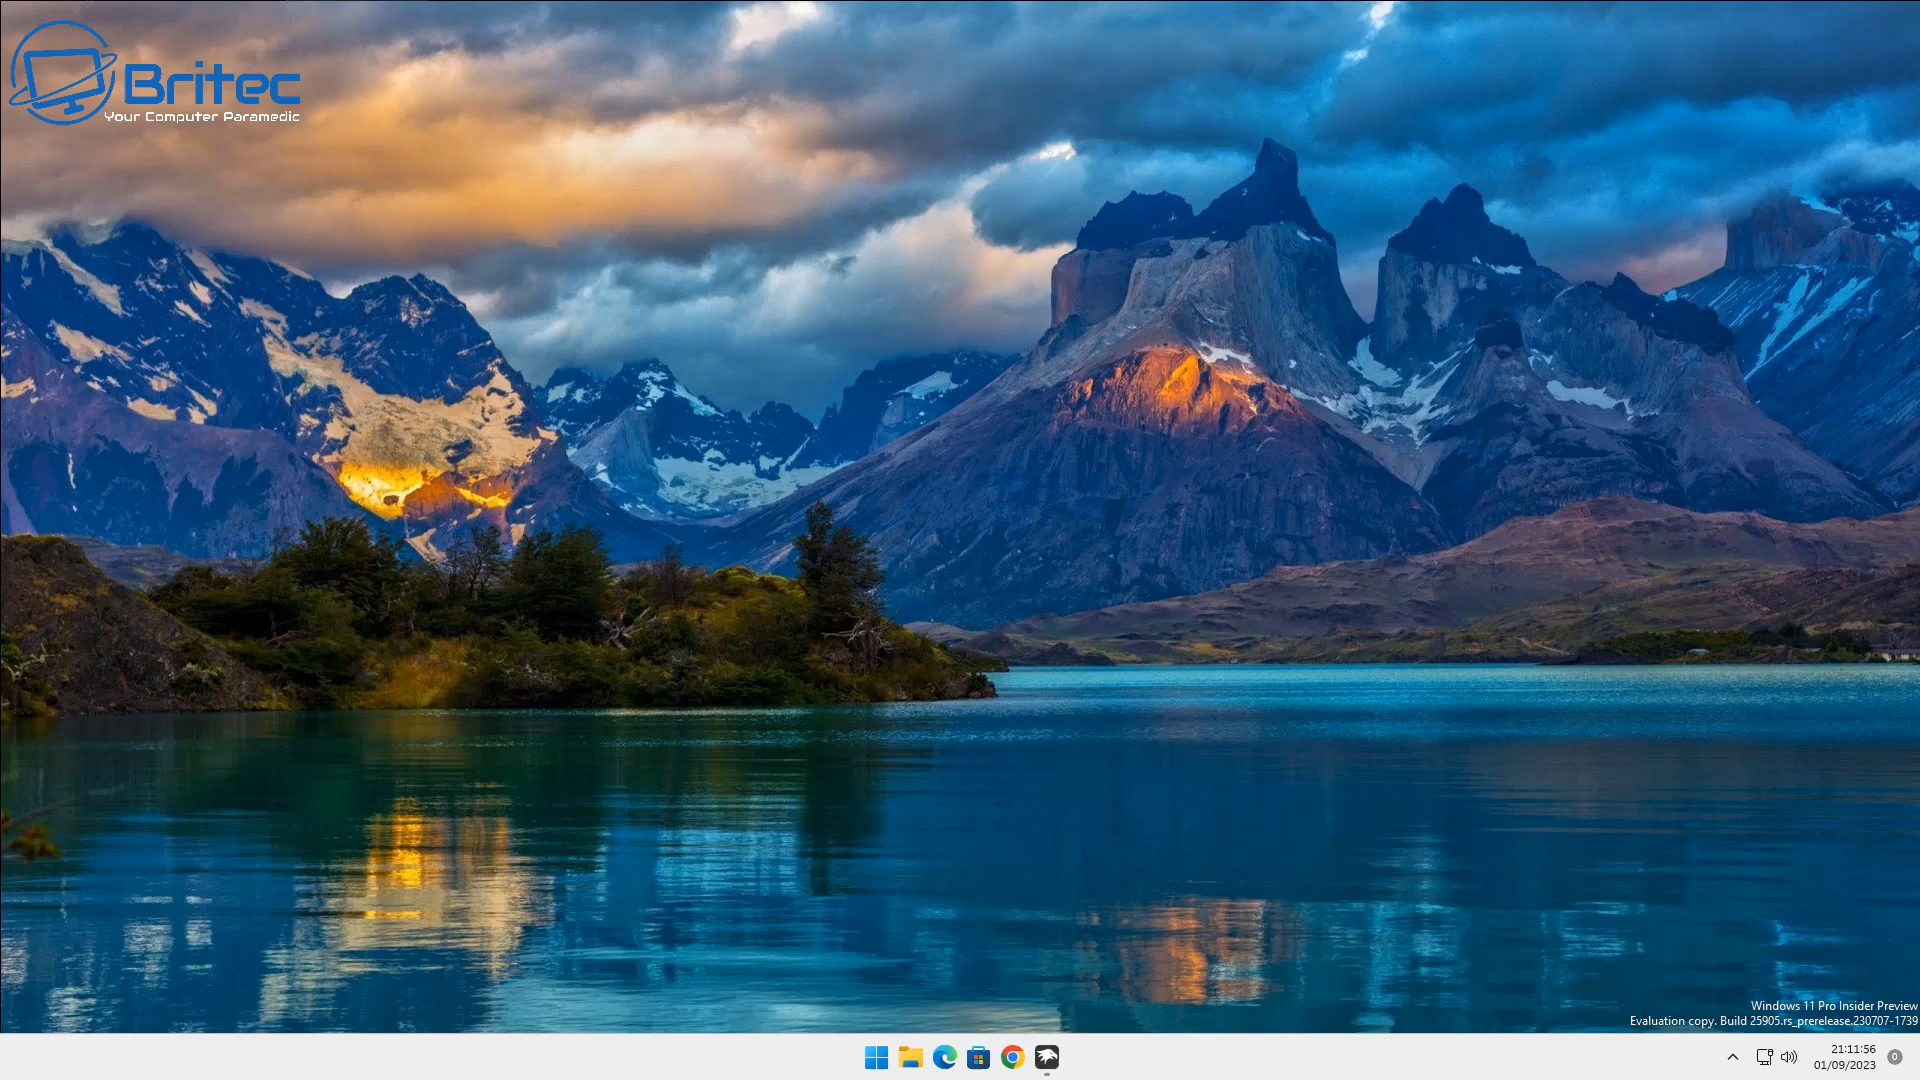 Britec
Your Computer Paramedic
Windows 11 Pro Insider Preview
Evaluation copy. Build 25905.rs_prerelease.230707-1739
21:11:56
01/09/2023
0